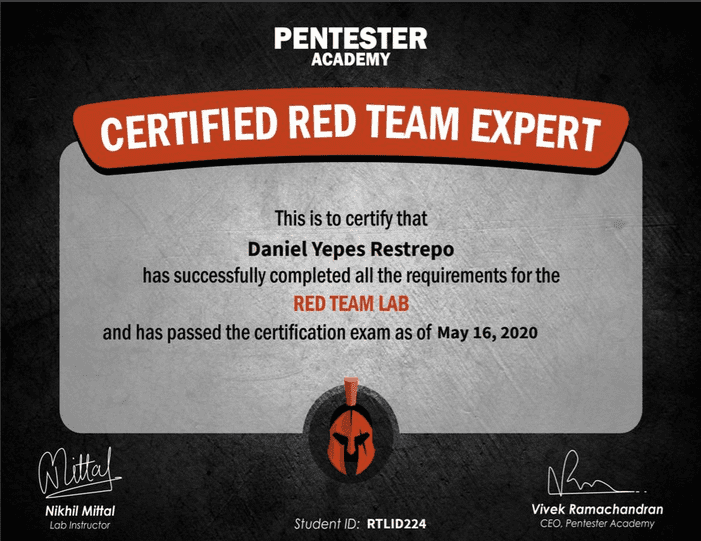 PENTESTER
ACADEMY
CERTIFIED RED TEAM EXPERT
This is to certify that
Daniel Yepes Restrepo
has successfully completed all the requirements for the
RED TEAM LAB
and has passed the certification exam as of May 16, 2020
NMittal
Nikhil Mittal
Lab Instructor
Student ID: RTLID224
Vivek Ramachandran
CEO, Pentester Academy